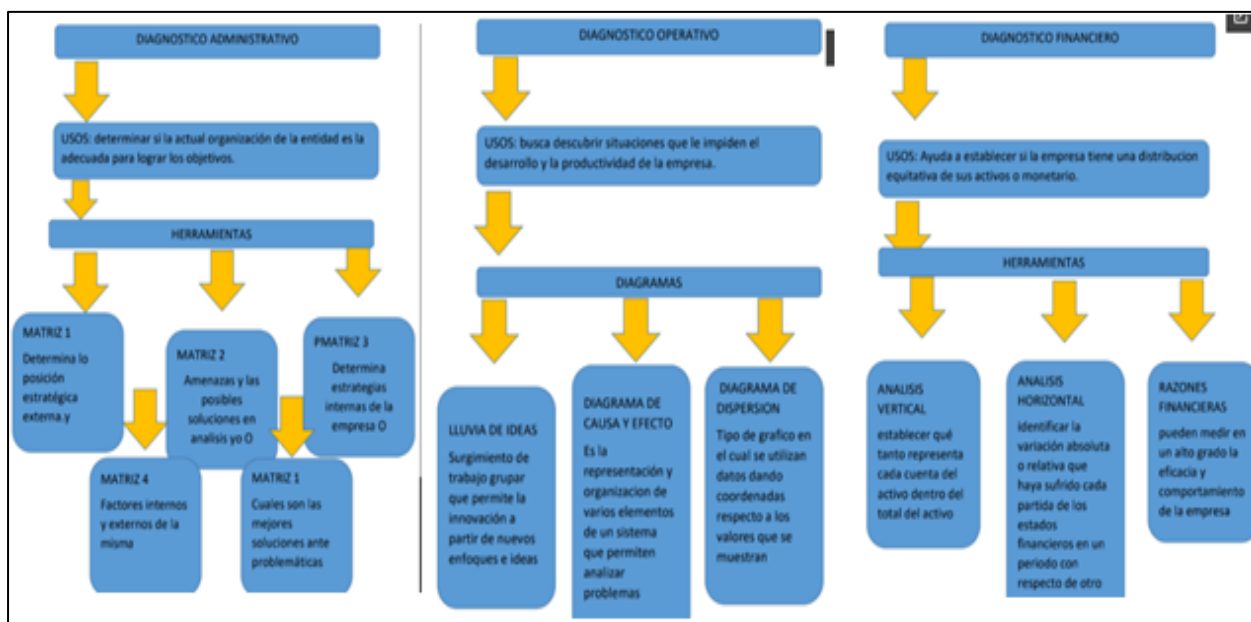 DIAGNOSTICO ADMINISTRATIVO
USOS: determinar si la actual organización de la entidad es la
adecuada para lograr los objetivos.
HERRAMIENTAS
MATRIZ 1
Determina lo
posición
estratégica
externa.y
MATRIZ 2
Amenazas y las
posibles
soluciones en
analisis yo O
PMATRIZ 3
Determina
estrategias
internas de la
empresa O
MATRIZ 4
Factores internos
y externos de la
misma
MATRIZ 1
Cuales son las
mejores
soluciones ante
problemáticas
DIAGNOSTICO OPERATIVO
USOS: busca descubrir situaciones que le impiden el
desarrollo y la productividad de la empresa.
DIAGRAMAS
LLUVIA DE IDEAS
Surgimiento de
trabajo grupar
que permite la
innovación a
partir de nuevos
enfoques e ideas
DIAGRAMA DE
CAUSA Y EFECTO
Es la
representación y
organizacion de
varios elementos
de un sistema
que permiten
analizar
problemas
DIAGRAMA DE
DISPERSION
Tipo de grafico en
el cual se utilizan
datos dando
coordenadas
respecto a los
valores que se
muestran
DIAGNOSTICO FINANCIERO
USOS: Ayuda a establecer si la empresa tiene una distribucion
equitativa de sus activos o monetario.
HERRAMIENTAS
ANALISIS
VERTICAL
establecer qué
tanto representa
cada cuenta del
activo dentro del
total del activo
ANALISIS
HORIZONTAL
identificar la
variación absoluta
o relativa que
haya sufrido cada
partida de los
estados
financieros en un
periodo con
respecto de otro
RAZONES
FINANCIERAS
pueden medir en
un alto grado la
eficacia y
comportamiento
de la empresa